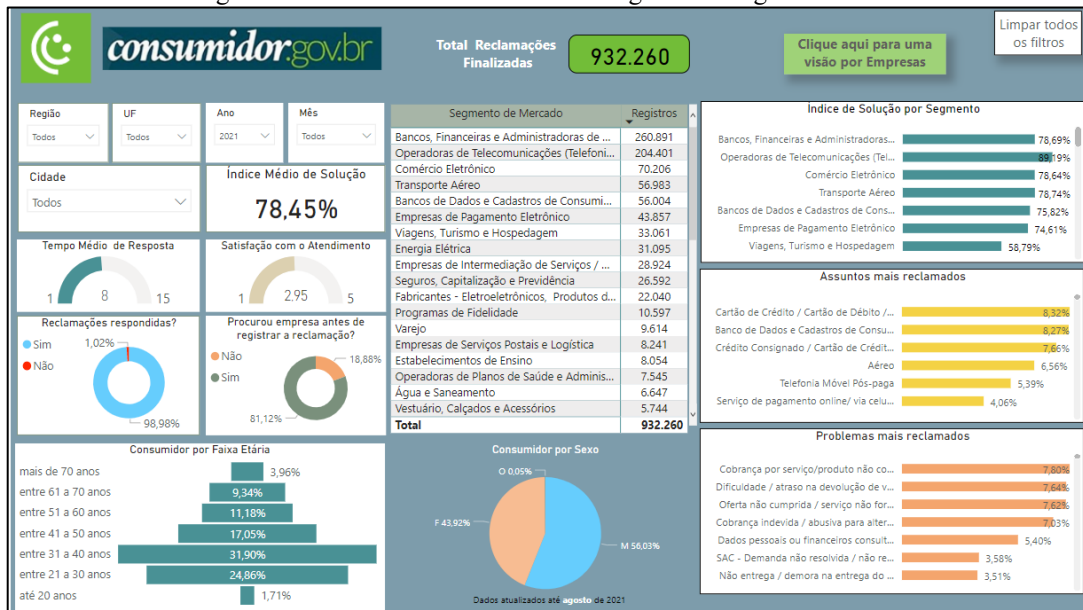 consumidor.gov.br
Total Reclamações
Finalizadas
932.260
Clique aqui para uma
visão por Empresas
Limpar todos
os filtros
Região
Todos
UF
Todos
Ano
2021
Mês
Todos
Cidade
Todos
Índice Médio de Solução
78,45%
Tempo Médio de Resposta
1
8
15
Satisfação com o Atendimento
1
2.95
5
Reclamações respondidas?
Sim
Não
1,02%
98,98%
Procurou empresa antes de
registrar a reclamação?
Não
Sim
18,88%
81,12%
Segmento de Mercado Registros
Bancos, Financeiras e Administradoras de ... 260.891
Operadoras de Telecomunicações (Telefoni... 204.401
Comércio Eletrônico 70.206
Transporte Aéreo 56.983
Bancos de Dados e Cadastros de Consumi... 56.004
Empresas de Pagamento Eletrônico 43.857
Viagens, Turismo e Hospedagem 33.061
Energia Elétrica 31.095
Empresas de Intermediação de Serviços / ... 28.924
Seguros, Capitalização e Previdência 26.592
Fabricantes - Eletroeletrônicos, Produtos d... 22.040
Programas de Fidelidade 10.597
Varejo 9.614
Empresas de Serviços Postais e Logística 8.241
Estabelecimentos de Ensino 8.054
Operadoras de Planos de Saúde e Adminis... 7.545
Água e Saneamento 6.647
Vestuário, Calçados e Acessórios 5.744
Total 932.260
Índice de Solução por Segmento
Bancos, Financeiras e Administradoras... 78,69%
Operadoras de Telecomunicações (Tel... 89,19%
Comércio Eletrônico 78,64%
Transporte Aéreo 78,74%
Bancos de Dados e Cadastros de Cons... 75,82%
Empresas de Pagamento Eletrônico 74,61%
Viagens, Turismo e Hospedagem 58,79%
Assuntos mais reclamados
Cartão de Crédito / Cartão de Débito /... 8,32%
Banco de Dados e Cadastros de Consu... 8,27%
Crédito Consignado / Cartão de Crédit... 7,66%
Aéreo 6,56%
Telefonia Móvel Pós-paga 5,39%
Serviço de pagamento online/ via celu... 4,06%
Problemas mais reclamados
Cobrança por serviço/produto não co... 7,80%
Dificuldade / atraso na devolução de v... 7,64%
Oferta não cumprida / serviço não for... 7,62%
Cobrança indevida / abusiva para alter... 7,03%
Dados pessoais ou financeiros consult... 5,40%
SAC - Demanda não resolvida / não re... 3,58%
Não entrega / demora na entrega do ... 3,51%
Consumidor por Faixa Etária
mais de 70 anos 3,96%
entre 61 a 70 anos 9,34%
entre 51 a 60 anos 11,18%
entre 41 a 50 anos 17,05%
entre 31 a 40 anos 31,90%
entre 21 a 30 anos 24,86%
até 20 anos 1,71%
Consumidor por Sexo
O 0,05%
F 43,92%
M 56,03%
Dados atualizados até agosto de 2021